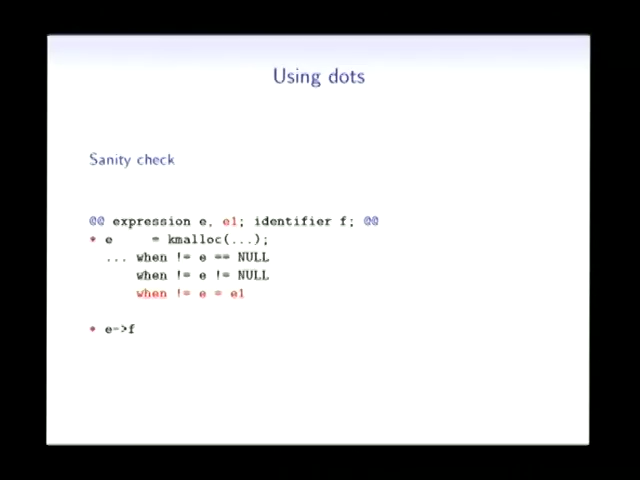 Using dots
Sanity check
@@ expression e, e1; identifier f; @@
* e = kmalloc(...);
... when != e == NULL
when != e != NULL
when != e = e1
* e->f